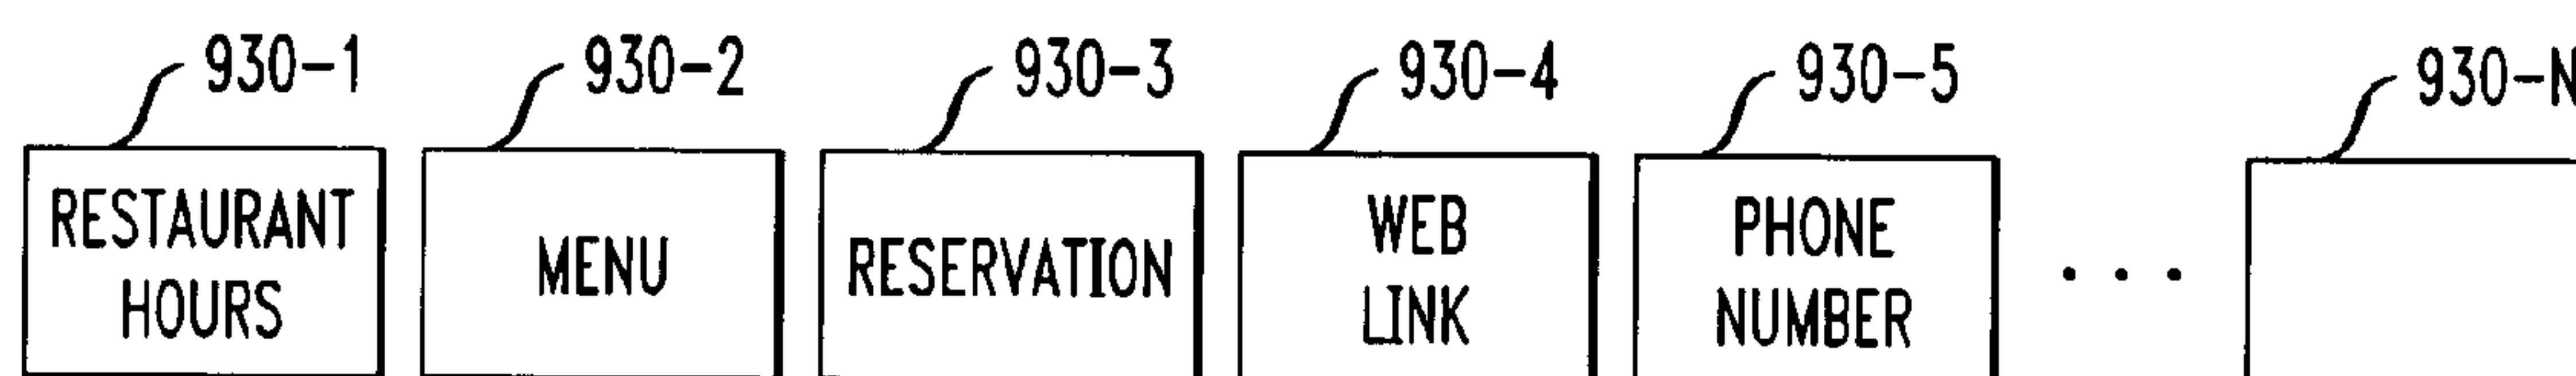 930-1 930-2 930-3 930-4 930-5 930-N
RESTAURANT
HOURS
MENU
RESERVATION
WEB
LINK
PHONE
NUMBER
. . .